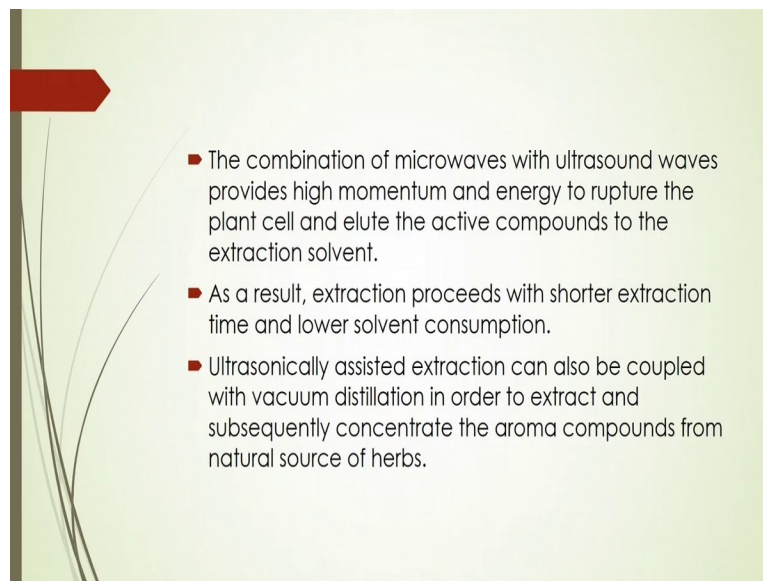 The combination of microwaves with ultrasound waves
provides high momentum and energy to rupture the
plant cell and elute the active compounds to the
extraction solvent.
As a result, extraction proceeds with shorter extraction
time and lower solvent consumption.
Ultrasonically assisted extraction can also be coupled
with vacuum distillation in order to extract and
subsequently concentrate the aroma compounds from
natural source of herbs.